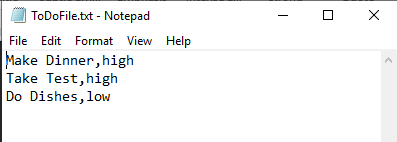 ToDoFile.txt - Notepad
File Edit Format View Help
Make Dinner,high
Take Test,high
Do Dishes,low